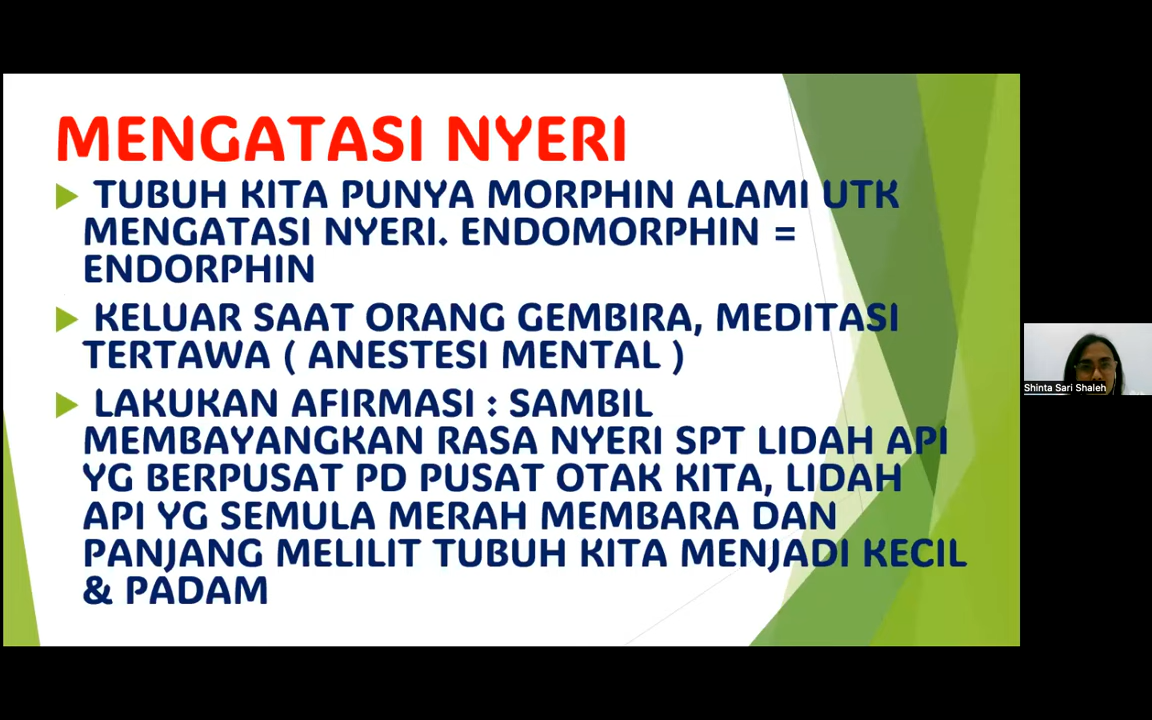 MENGATASI NYERI
TUBUH KITA PUNYA MORPHIN ALAMI UTK
MENGATASI NYERI. ENDOMORPHIN =
ENDORPHIN
KELUAR SAAT ORANG GEMBIRA, MEDITASI
TERTAWA ( ANESTESI MENTAL )
LAKUKAN AFIRMASI : SAMBIL
MEMBAYANGKAN RASA NYERI SPT LIDAH API
YG BERPUSAT PD PUSAT OTAK KITA, LIDAH
API YG SEMULA MERAH MEMBARA DAN
PANJANG MELILIT TUBUH KITA MENJADI KECIL
& PADAM
Shinta Sari Shaleh